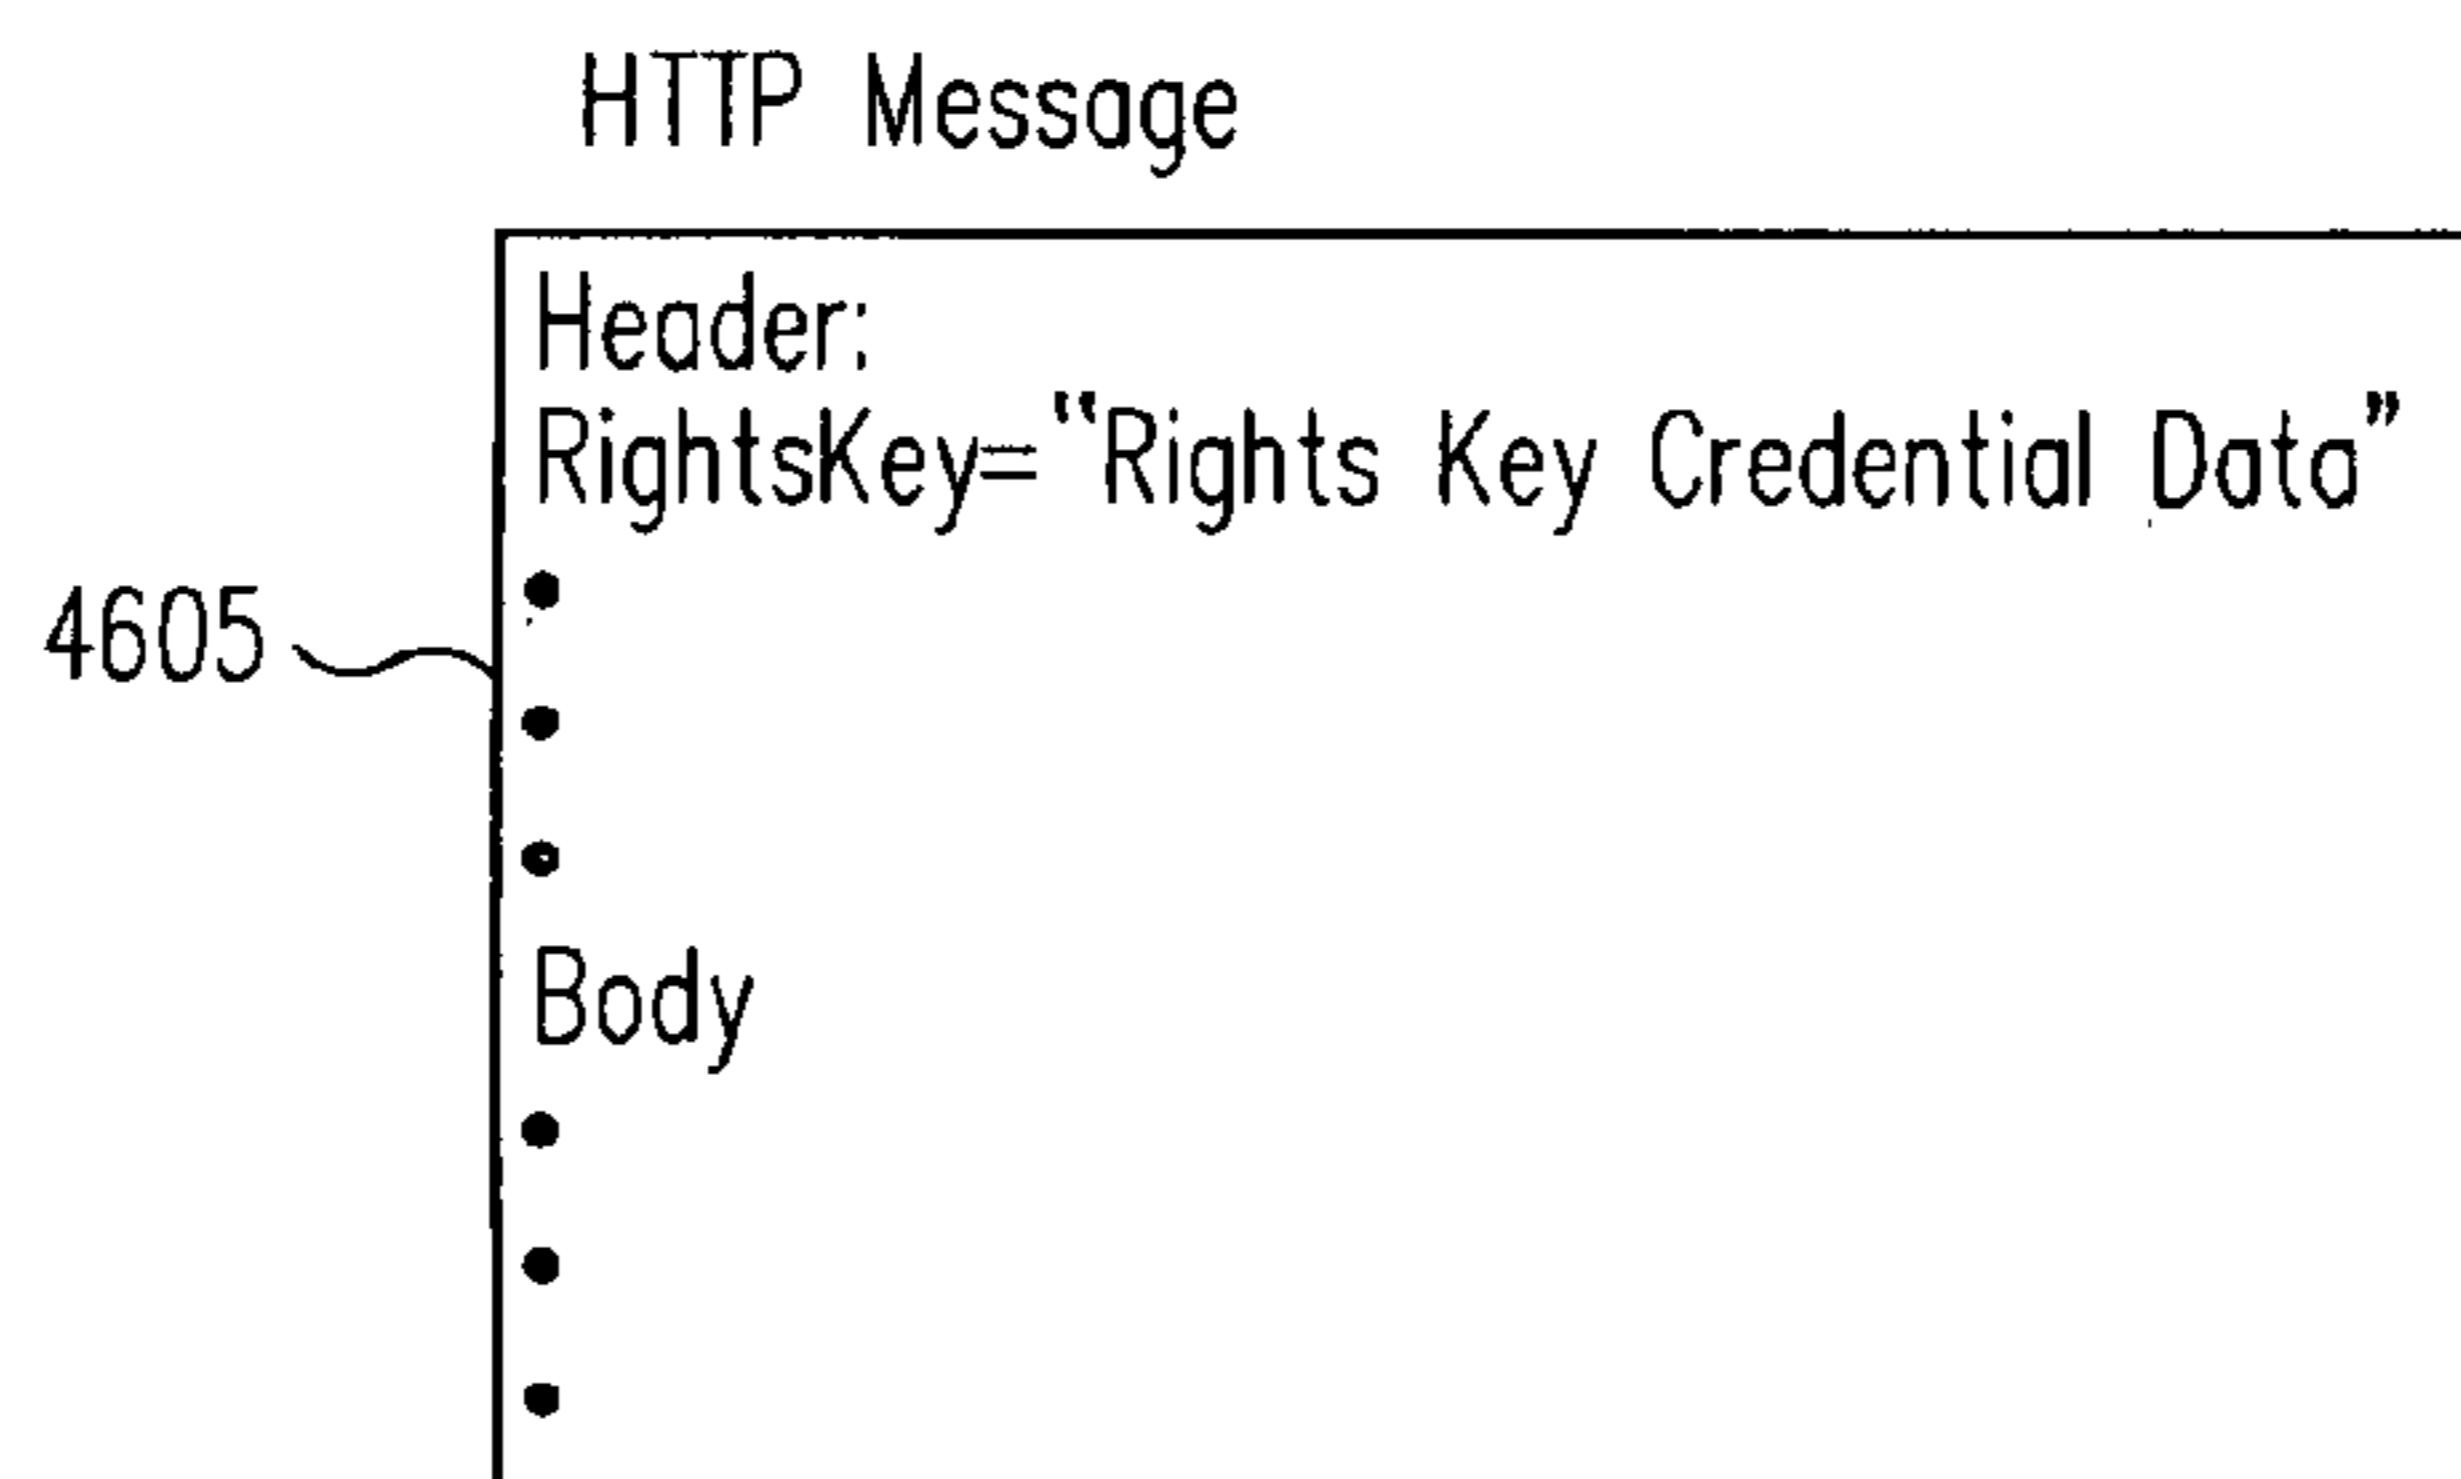 HTTP Message
Header:
RightsKey="Rights Key Credential Data"
4605
Body